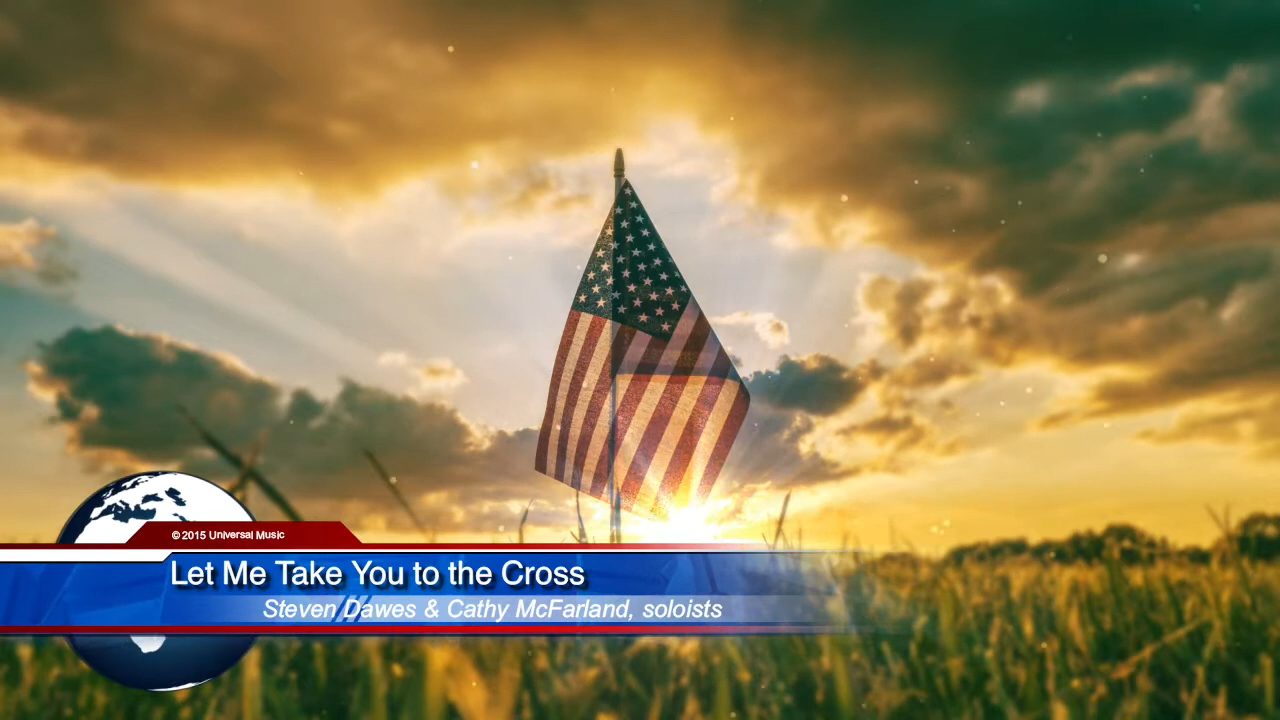 © 2015 Universal Music
Let Me Take You to the Cross
Steven Dawes & Cathy McFarland, soloists